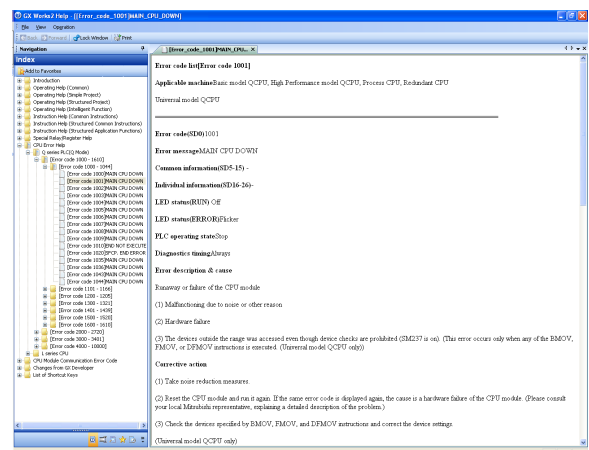 GX Works2 Help - [[Error_code_1001]MAIN_CPU_DOWN]
File View Operation
Back Forward Lock Window Print
Navigation
[Error_code_1001]MAIN_CPU... ×
Index
Add to Favorites
Introduction
Operating Help (Common)
Operating Help (Simple Project)
Operating Help (Structured Project)
Operating Help (Intelligent Function)
Instruction Help (Common Instructions)
Instruction Help (Structured Common Instructions)
Instruction Help (Structured Application Functions)
Special Relay/Register Help
CPU Error Help
Q series PLC(Q Mode)
[Error code 1000 - 1610]
[Error code 1000 - 1044]
[Error code 1000]MAIN CPU DOWN
[Error code 1001]MAIN CPU DOWN
[Error code 1002]MAIN CPU DOWN
[Error code 1003]MAIN CPU DOWN
[Error code 1004]MAIN CPU DOWN
[Error code 1005]MAIN CPU DOWN
[Error code 1006]MAIN CPU DOWN
[Error code 1007]MAIN CPU DOWN
[Error code 1008]MAIN CPU DOWN
[Error code 1009]MAIN CPU DOWN
[Error code 1010]END NOT EXECUTE
[Error code 1020]SFCP. END ERROR
[Error code 1035]MAIN CPU DOWN
[Error code 1036]MAIN CPU DOWN
[Error code 1043]MAIN CPU DOWN
[Error code 1044]MAIN CPU DOWN
[Error code 1101 - 1166]
[Error code 1200 - 1205]
[Error code 1300 - 1321]
[Error code 1401 - 1439]
[Error code 1500 - 1520]
[Error code 1600 - 1610]
[Error code 2000 - 2720]
[Error code 3000 - 3401]
[Error code 4000 - 10000]
L series CPU
CPU Module Communication Error Code
Changes from GX Developer
List of Shortcut Keys
Error code list[Error code 1001]
Applicable machineBasic model QCPU, High Performance model QCPU, Process CPU, Redundant CPU
Universal model QCPU
Error code(SD0)1001
Error messageMAIN CPU DOWN
Common information(SD5-15) -
Individual information(SD16-26)-
LED status(RUN) Off
LED status(ERROR)Flicker
PLC operating stateStop
Diagnostics timingAlways
Error description & cause
Runaway or failure of the CPU module
(1) Malfunctioning due to noise or other reason
(2) Hardware failure
(3) The devices outside the range was accessed even though device checks are prohibited (SM237 is on). (This error occurs only when any of the BMOV,
FMOV, or DFMOV instructions is executed. (Universal model QCPU only))
Corrective action
(1) Take noise reduction measures.
(2) Reset the CPU module and run it again. If the same error code is displayed again, the cause is a hardware failure of the CPU module. (Please consult
your local Mitsubishi representative, explaining a detailed description of the problem.)
(3) Check the devices specified by BMOV, FMOV, and DFMOV instructions and correct the device settings.
(Universal model QCPU only)